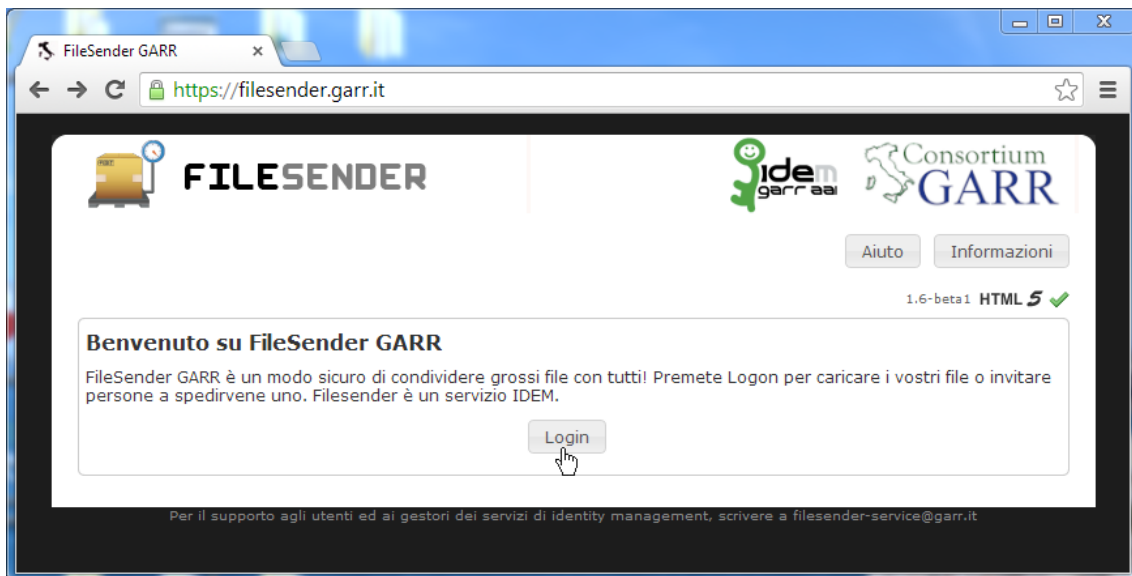 FileSender GARR
https://filesender.garr.it
FILESENDER
idem
garr aai
Consortium
GARR
Aiuto
Informazioni
1.6-beta1 HTML 5
Benvenuto su FileSender GARR
FileSender GARR è un modo sicuro di condividere grossi file con tutti! Premete Logon per caricare i vostri file o invitare
persone a spedirvene uno. Filesender è un servizio IDEM.
Login
Per il supporto agli utenti ed ai gestori dei servizi di identity management, scrivere a filesender-service@garr.it